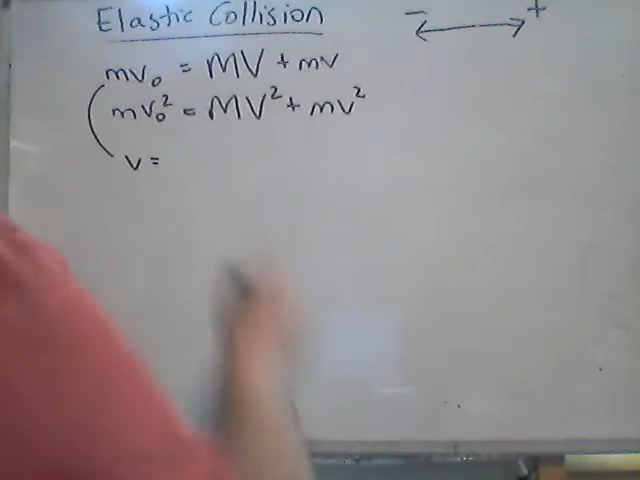 Elastic Collision
- +
mv₀ = MV + mv
mv₀² = MV² + mv²
v =